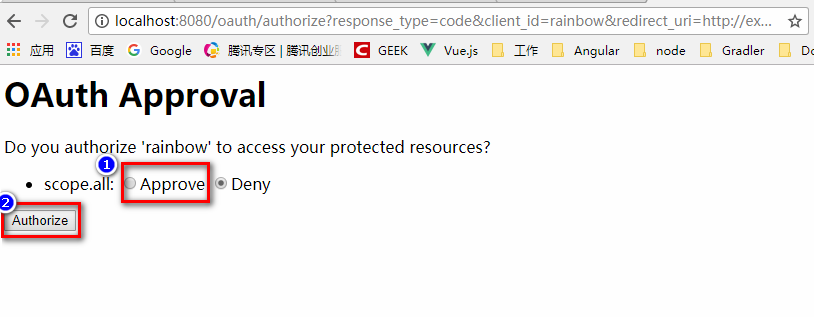 localhost:8080/oauth/authorize?response_type=code&client_id=rainbow&redirect_uri=http://ex...
应用 百度 Google 腾讯专区 | 腾讯创业 GEEK Vue.js 工作 Angular node Gradler Do
OAuth Approval
Do you authorize 'rainbow' to access your protected resources?
1
• scope.all: Approve Deny
2
Authorize